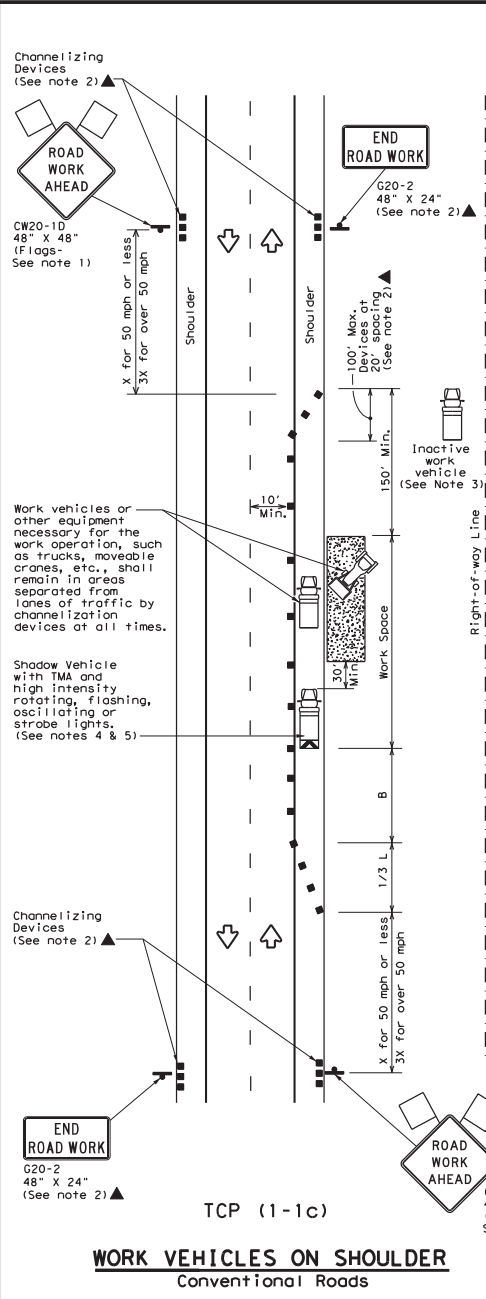 Channelizing
Devices
(See note 2)▲
ROAD
WORK
AHEAD
CW20-1D
48" X 48"
(Flags-
See note 1)
END
ROAD WORK
G20-2
48" X 24"
(See note 2)▲
X for 50 mph or less
3X for over 50 mph
Shoulder
Shoulder
100' Max.
Devices at
20' spacing
(See note 2)▲
150' Min.
Inactive
work
vehicle
(See Note 3)
Right-of-way Line
10'
Min.
Work vehicles or
other equipment
necessary for the
work operation, such
as trucks, moveable
cranes, etc., shall
remain in areas
separated from
lanes of traffic by
channelization
devices at all times.
Work Space
30'
Min
Shadow Vehicle
with TMA and
high intensity
rotating, flashing,
oscillating or
strobe lights.
(See notes 4 & 5)
B
1/3 L
Channelizing
Devices
(See note 2)▲
X for 50 mph or less
3X for over 50 mph
END
ROAD WORK
G20-2
48" X 24"
(See note 2)▲
ROAD
WORK
AHEAD
TCP (1-1c)
WORK VEHICLES ON SHOULDER
Conventional Roads